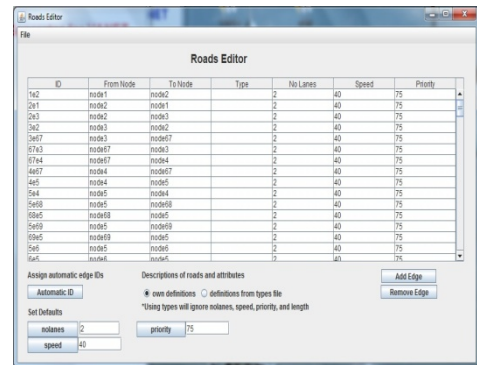 Roads Editor
File
Roads Editor
ID From Node To Node Type No Lanes Speed Priority
1e2 node1 node2 2 40 75
2e1 node2 node1 2 40 75
2e3 node2 node3 2 40 75
3e2 node3 node2 2 40 75
3e67 node3 node67 2 40 75
67e3 node67 node3 2 40 75
67e4 node67 node4 2 40 75
4e67 node4 node67 2 40 75
4e5 node4 node5 2 40 75
5e4 node5 node4 2 40 75
5e68 node5 node68 2 40 75
68e5 node68 node5 2 40 75
5e69 node5 node69 2 40 75
69e5 node69 node5 2 40 75
5e6 node5 node6 2 40 75
6e5 node6 node5 2 40 75
Assign automatic edge IDs Descriptions of roads and attributes Add Edge
Automatic ID own definitions definitions from types file Remove Edge
*Using types will ignore nolanes, speed, priority, and length
Set Defaults
nolanes 2 priority 75
speed 40